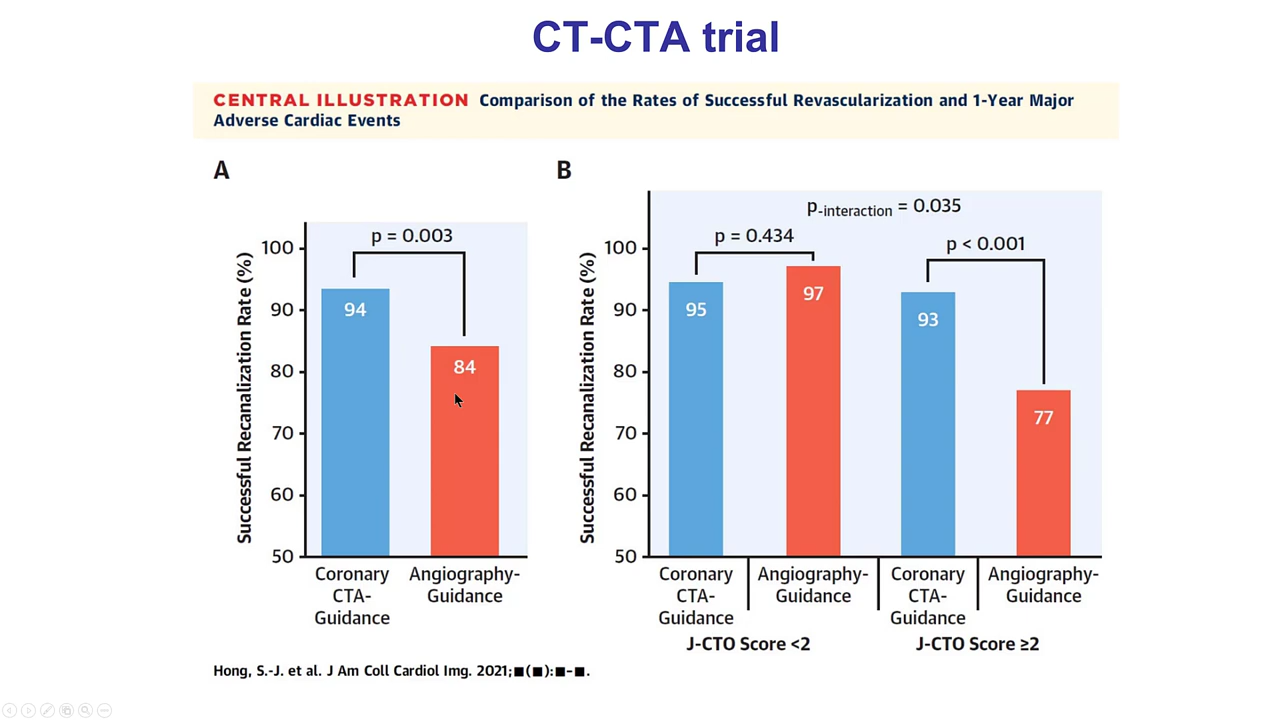 CT-CTA trial
CENTRAL ILLUSTRATION Comparison of the Rates of Successful Revascularization and 1-Year Major
Adverse Cardiac Events
A
Successful Recanalization Rate (%)
100
90
80
70
60
50
p = 0.003
94
84
Coronary
CTA-
Guidance
Angiography-
Guidance
B
Successful Recanalization Rate (%)
100
90
80
70
60
50
p-interaction = 0.035
p = 0.434
p < 0.001
95
97
93
77
Coronary
CTA-
Guidance
Angiography-
Guidance
Coronary
CTA-
Guidance
Angiography-
Guidance
J-CTO Score <2
J-CTO Score ≥2
Hong, S.-J. et al. J Am Coll Cardiol Img. 2021;■(■):■-■.